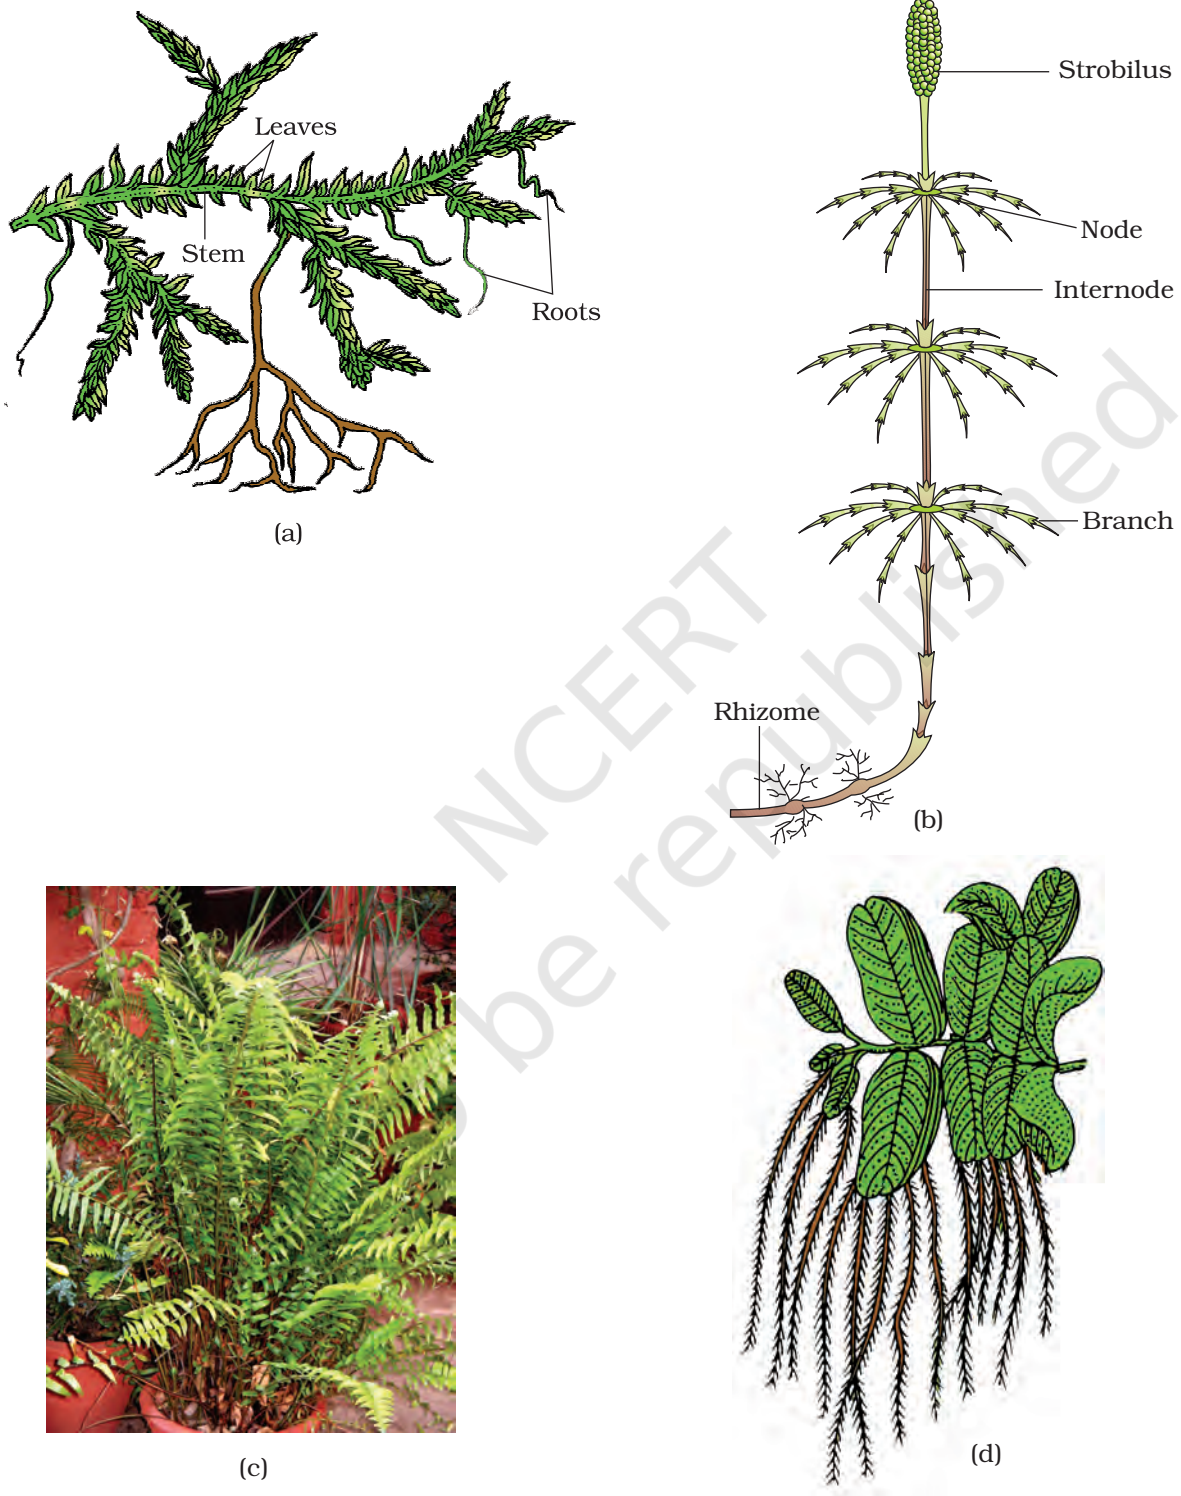 Leaves
Stem
Roots
(a)
Strobilus
Node
Internode
Branch
Rhizome
(b)
(c)
(d)
NCERT
be republished